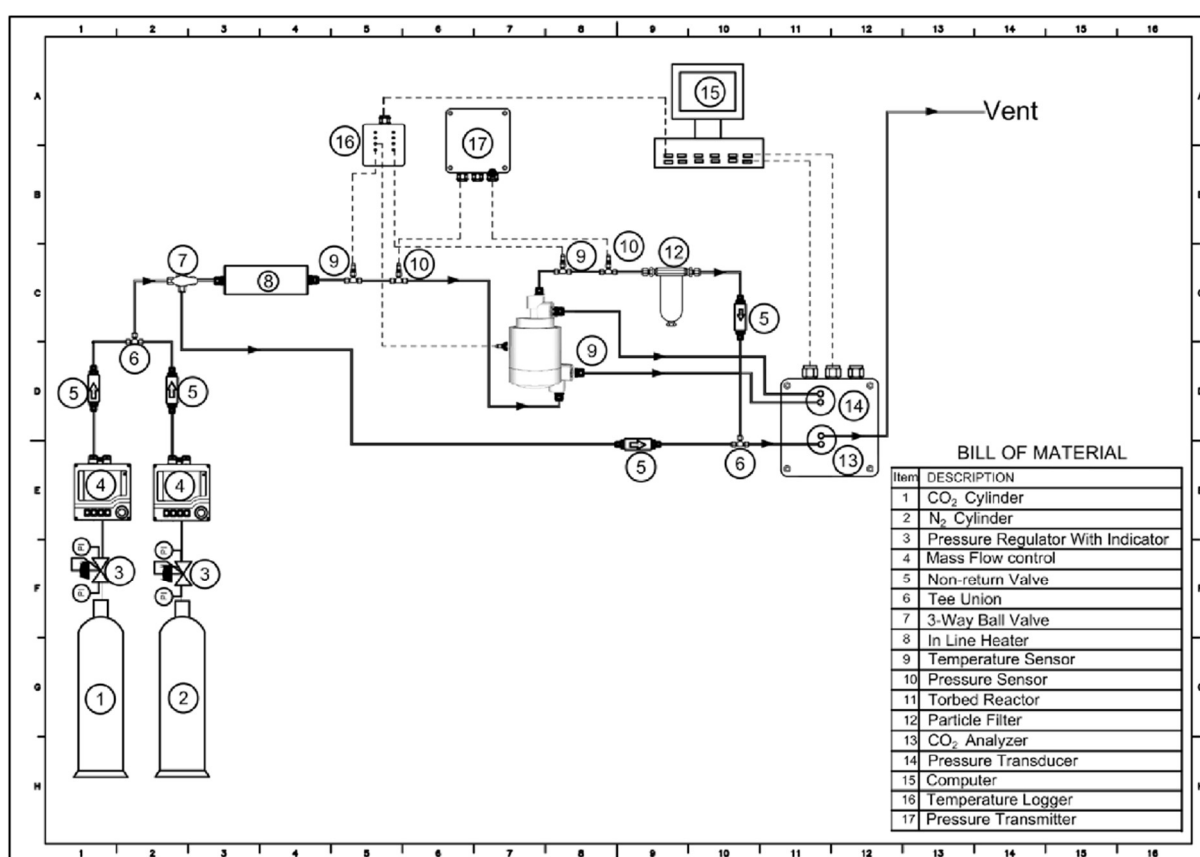 1 2 3 4 5 6 7 8 9 10 11 12 13 14 15 16
A
B
C
D
E
F
G
H
15
Vent
16
17
7
8
9
10
9
10
12
5
6
5
5
9
14
13
5
6
4
4
PI
PI
3
3
PI
PI
1
2
BILL OF MATERIAL
Item DESCRIPTION
1 CO₂ Cylinder
2 N₂ Cylinder
3 Pressure Regulator With Indicator
4 Mass Flow control
5 Non-return Valve
6 Tee Union
7 3-Way Ball Valve
8 In Line Heater
9 Temperature Sensor
10 Pressure Sensor
11 Torbed Reactor
12 Particle Filter
13 CO₂ Analyzer
14 Pressure Transducer
15 Computer
16 Temperature Logger
17 Pressure Transmitter
1 2 3 4 5 6 7 8 9 10 11 12 13 14 15 16